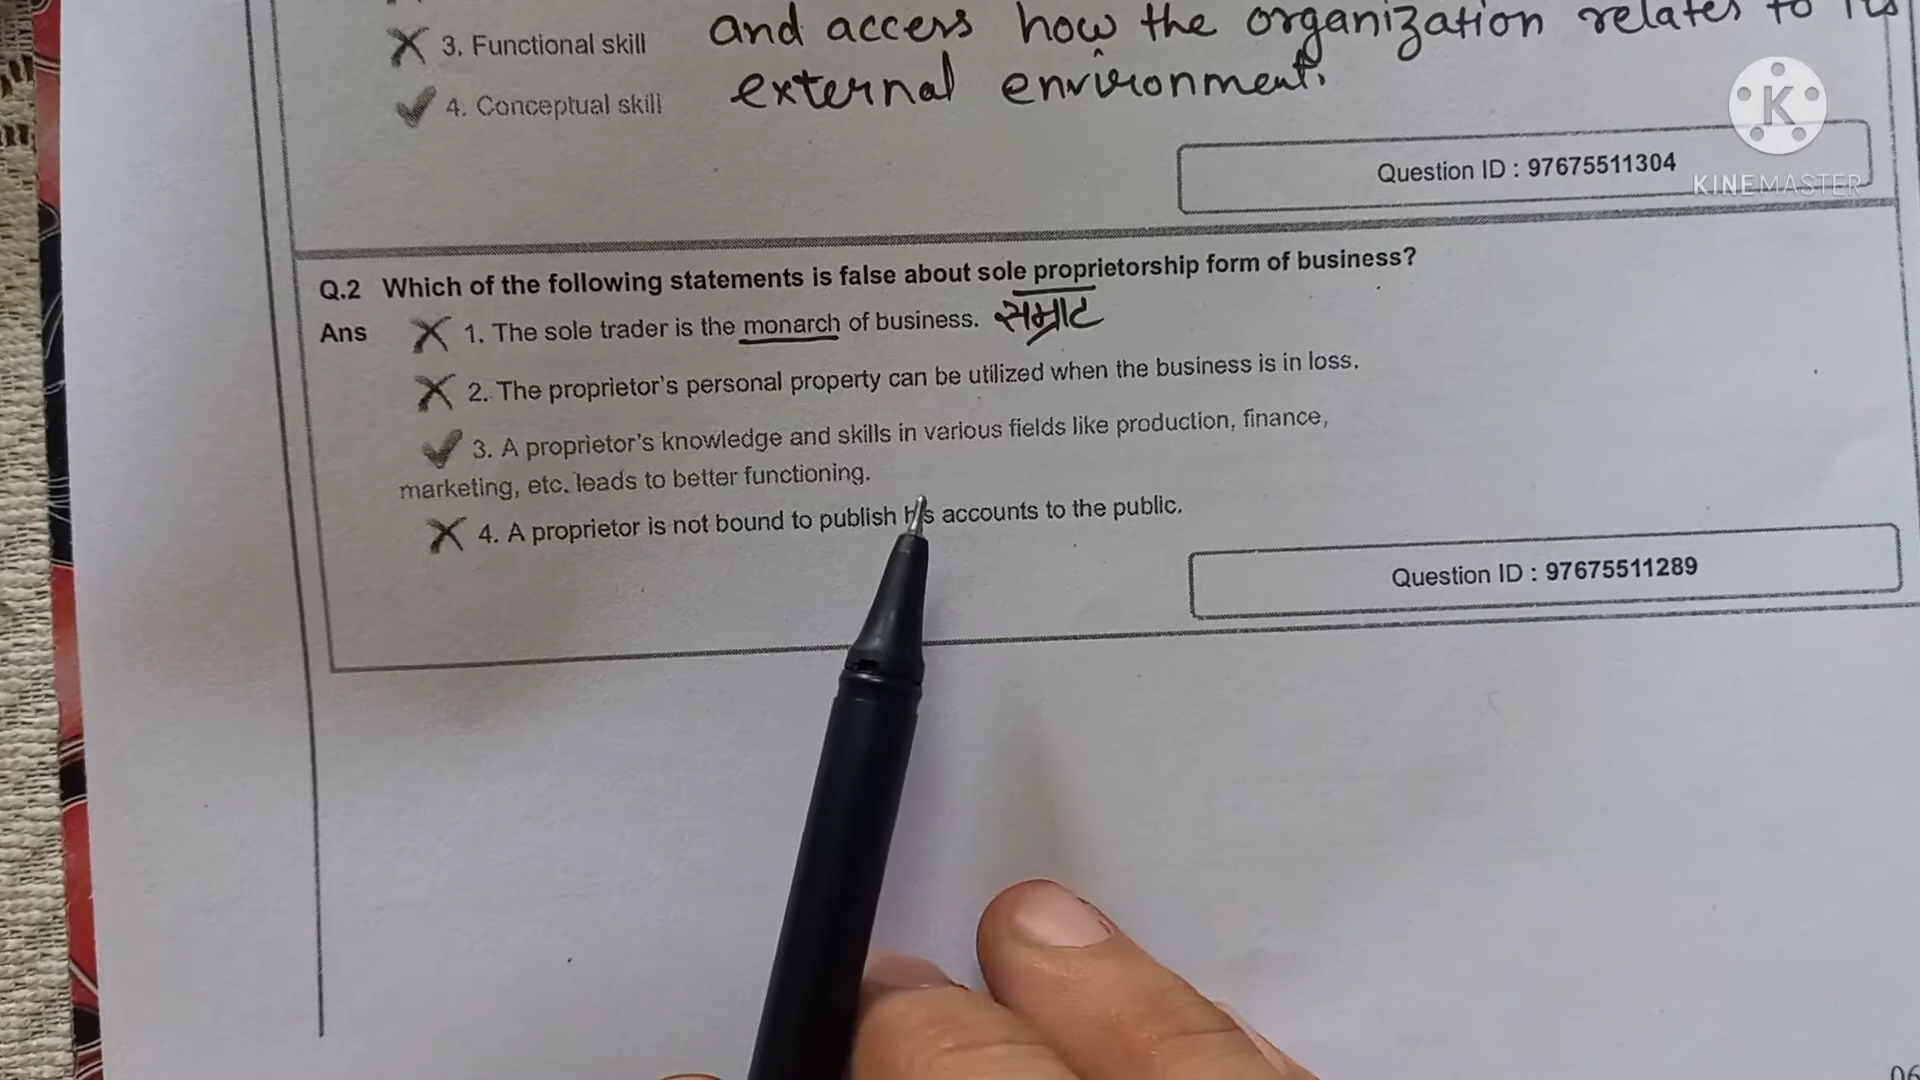 and access how the organization relates to its
3. Functional skill
external environment.
4. Conceptual skill
K
KINEMASTER
Question ID : 97675511304
Q.2 Which of the following statements is false about sole proprietorship form of business?
Ans 1. The sole trader is the monarch of business. सम्राट
2. The proprietor's personal property can be utilized when the business is in loss.
3. A proprietor's knowledge and skills in various fields like production, finance,
marketing, etc. leads to better functioning.
4. A proprietor is not bound to publish his accounts to the public.
Question ID : 97675511289